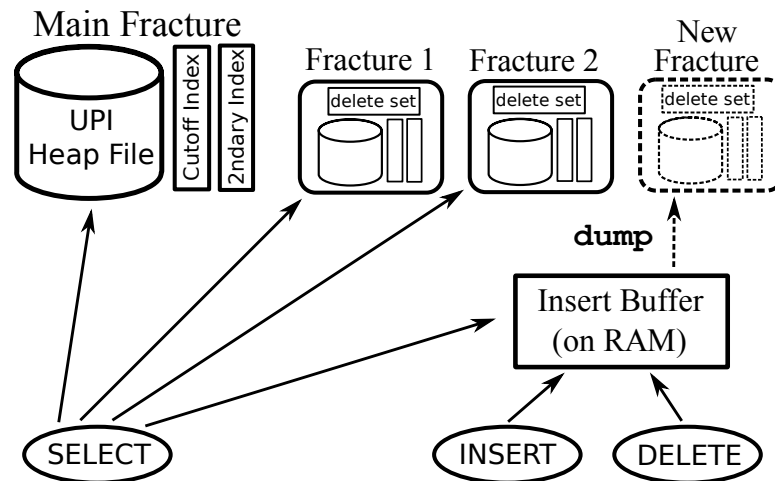 Main Fracture
UPI
Heap File
Cutoff Index
2ndary Index
Fracture 1
delete set
Fracture 2
delete set
New
Fracture
delete set
dump
Insert Buffer
(on RAM)
SELECT
INSERT
DELETE